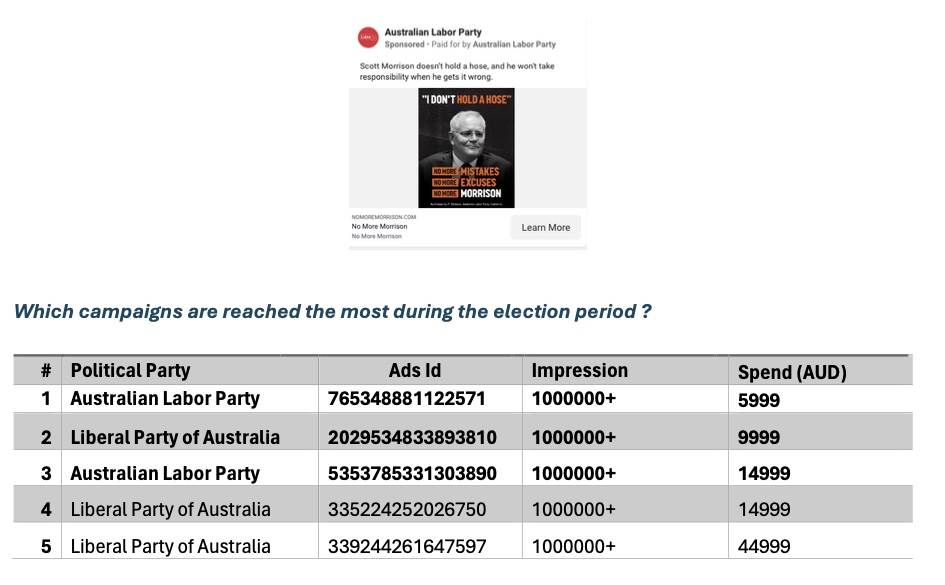 Australian Labor Party
Sponsored · Paid for by Australian Labor Party
Scott Morrison doesn't hold a hose, and he won't take
responsibility when he gets it wrong.
"I DON'T HOLD A HOSE"
NO MORE MISTAKES
NO MORE EXCUSES
NO MORE MORRISON
NOMOREMORRISON.COM
No More Morrison
No More Morrison
Learn More
Which campaigns are reached the most during the election period ?
# Political Party Ads Id Impression Spend (AUD)
1 Australian Labor Party 765348881122571 1000000+ 5999
2 Liberal Party of Australia 2029534833893810 1000000+ 9999
3 Australian Labor Party 5353785331303890 1000000+ 14999
4 Liberal Party of Australia 335224252026750 1000000+ 14999
5 Liberal Party of Australia 339244261647597 1000000+ 44999